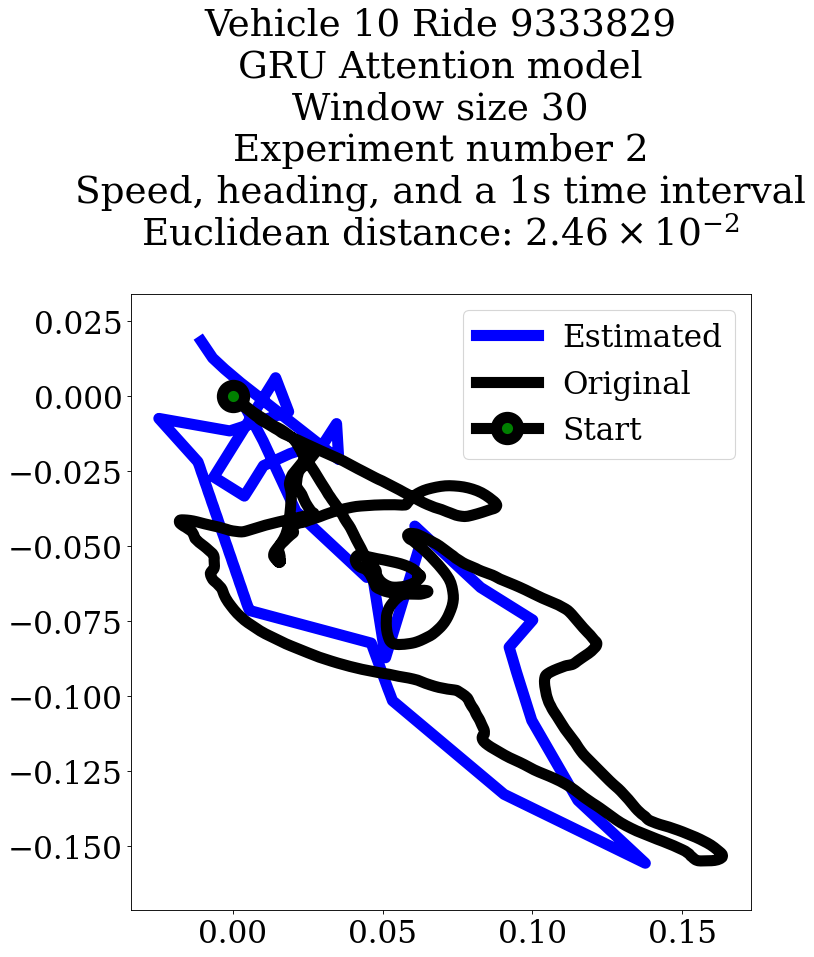 Vehicle 10 Ride 9333829
GRU Attention model
Window size 30
Experiment number 2
Speed, heading, and a 1s time interval
Euclidean distance: 2.46 × 10⁻²
Estimated
Original
Start
0.025
0.000
−0.025
−0.050
−0.075
−0.100
−0.125
−0.150
0.00 0.05 0.10 0.15